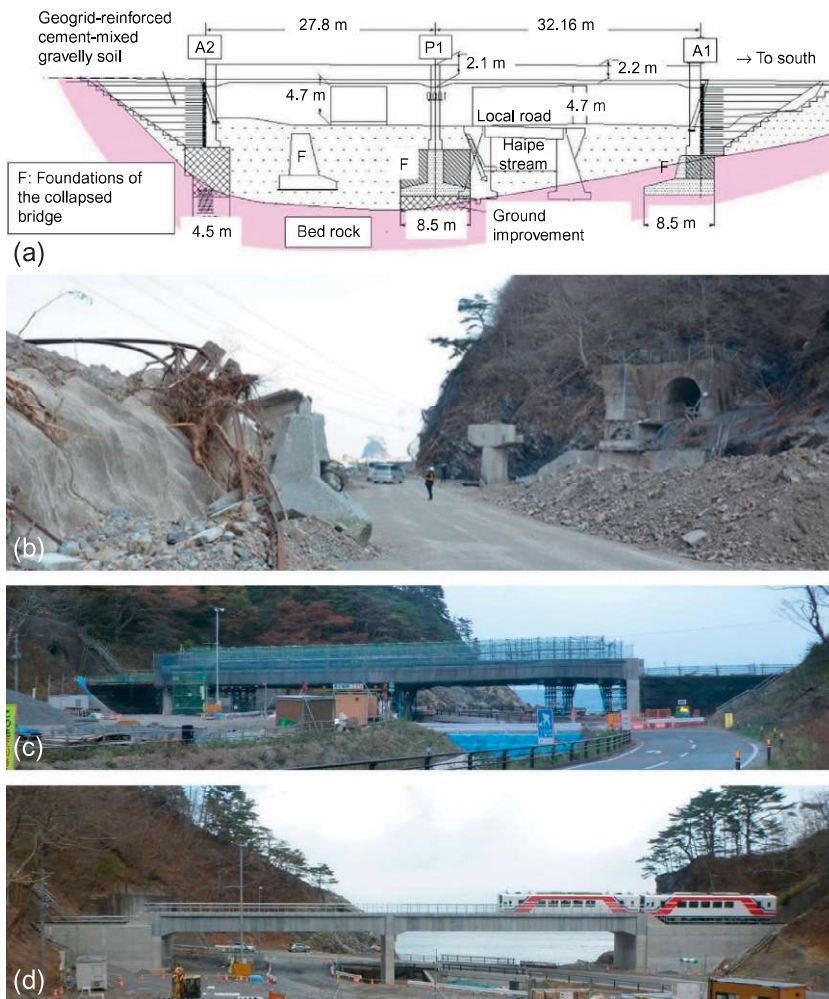 Geogrid-reinforced
cement-mixed
gravelly soil
27.8 m
32.16 m
A2
P1
A1
2.1 m
2.2 m
→ To south
4.7 m
4.7 m
Local road
Haipe
stream
F
F
F
F: Foundations of
the collapsed
bridge
4.5 m
8.5 m
8.5 m
Bed rock
Ground
improvement
(a)
(b)
(c)
(d)